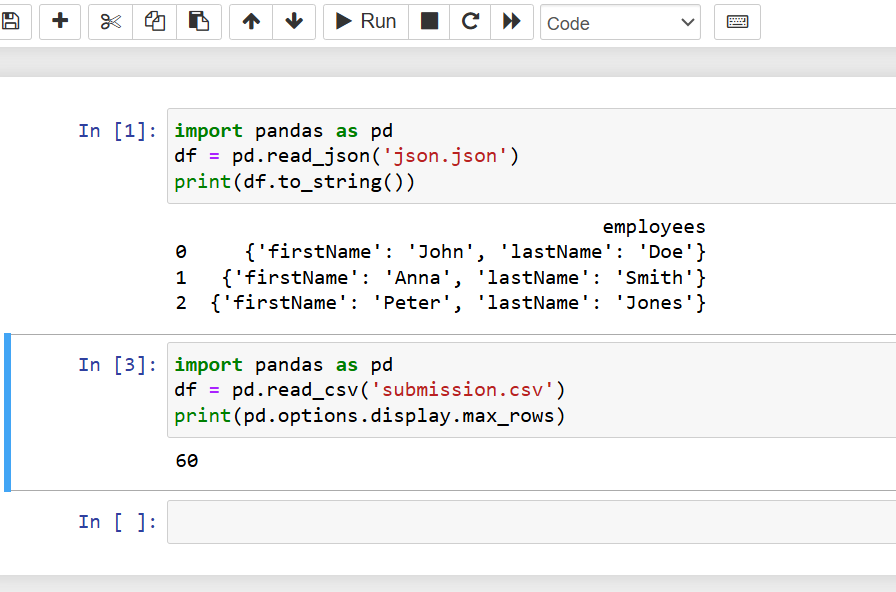 Run
Code
In [1]:
import pandas as pd
df = pd.read_json('json.json')
print(df.to_string())
employees
0 {'firstName': 'John', 'lastName': 'Doe'}
1 {'firstName': 'Anna', 'lastName': 'Smith'}
2 {'firstName': 'Peter', 'lastName': 'Jones'}
In [3]:
import pandas as pd
df = pd.read_csv('submission.csv')
print(pd.options.display.max_rows)
60
In [ ]: